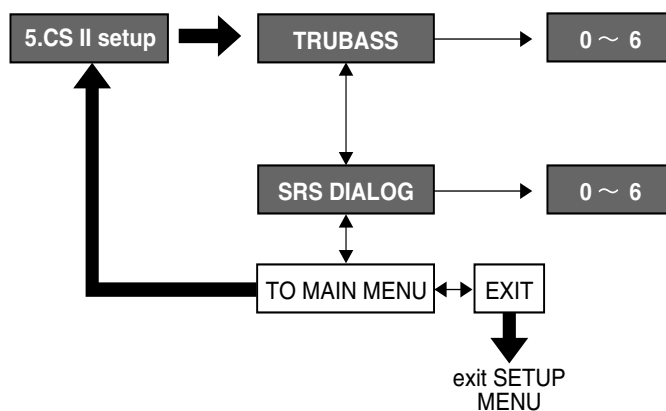 5.CS II setup
TRUBASS
0 ～ 6
SRS DIALOG
0 ～ 6
TO MAIN MENU
EXIT
exit SETUP
MENU